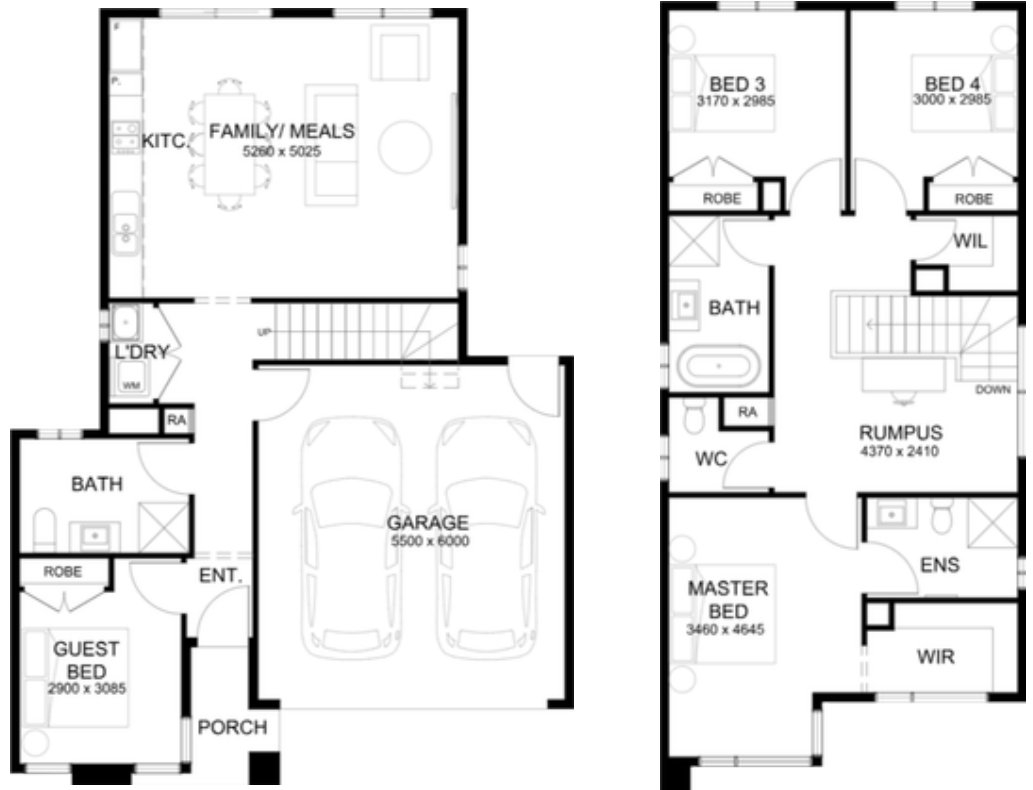 F
P.
KITC.
FAMILY/ MEALS
5260 x 5025
UP
L'DRY
WM
RA
BATH
GARAGE
5500 x 6000
ROBE
ENT.
GUEST
BED
2900 x 3085
PORCH
BED 3
3170 x 2985
BED 4
3000 x 2985
ROBE
ROBE
WIL
BATH
DOWN
RA
RUMPUS
4370 x 2410
WC
ENS
MASTER
BED
3460 x 4645
WIR